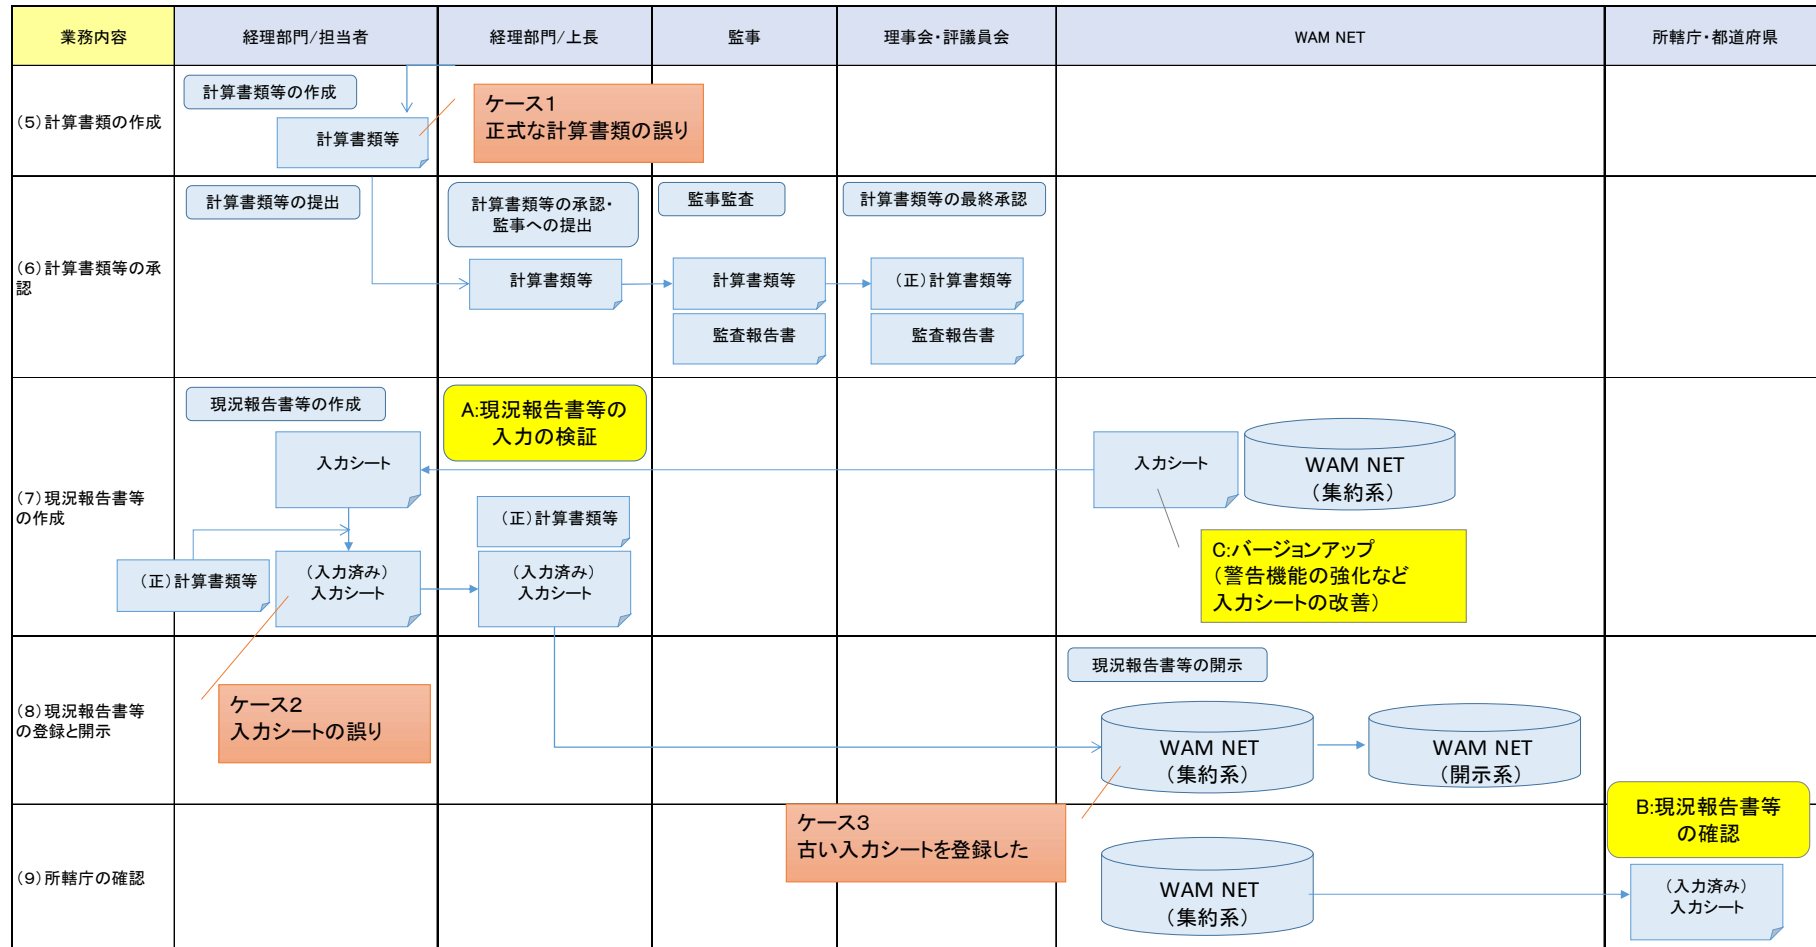 業務内容
経理部門/担当者
経理部門/上長
監事
理事会・評議員会
WAM NET
所轄庁・都道府県
(5)計算書類の作成
計算書類等の作成
計算書類等
ケース1
正式な計算書類の誤り
(6)計算書類等の承
認
計算書類等の提出
計算書類等の承認・
監事への提出
監事監査
計算書類等の最終承認
計算書類等
計算書類等
(正)計算書類等
監査報告書
監査報告書
(7)現況報告書等
の作成
現況報告書等の作成
A:現況報告書等の
入力の検証
入力シート
入力シート
WAM NET
(集約系)
(正)計算書類等
C:バージョンアップ
(警告機能の強化など
入力シートの改善)
(正)計算書類等
(入力済み)
入力シート
(入力済み)
入力シート
(8)現況報告書等
の登録と開示
ケース2
入力シートの誤り
現況報告書等の開示
WAM NET
(集約系)
WAM NET
(開示系)
ケース3
古い入力シートを登録した
B:現況報告書等
の確認
(9)所轄庁の確認
WAM NET
(集約系)
(入力済み)
入力シート